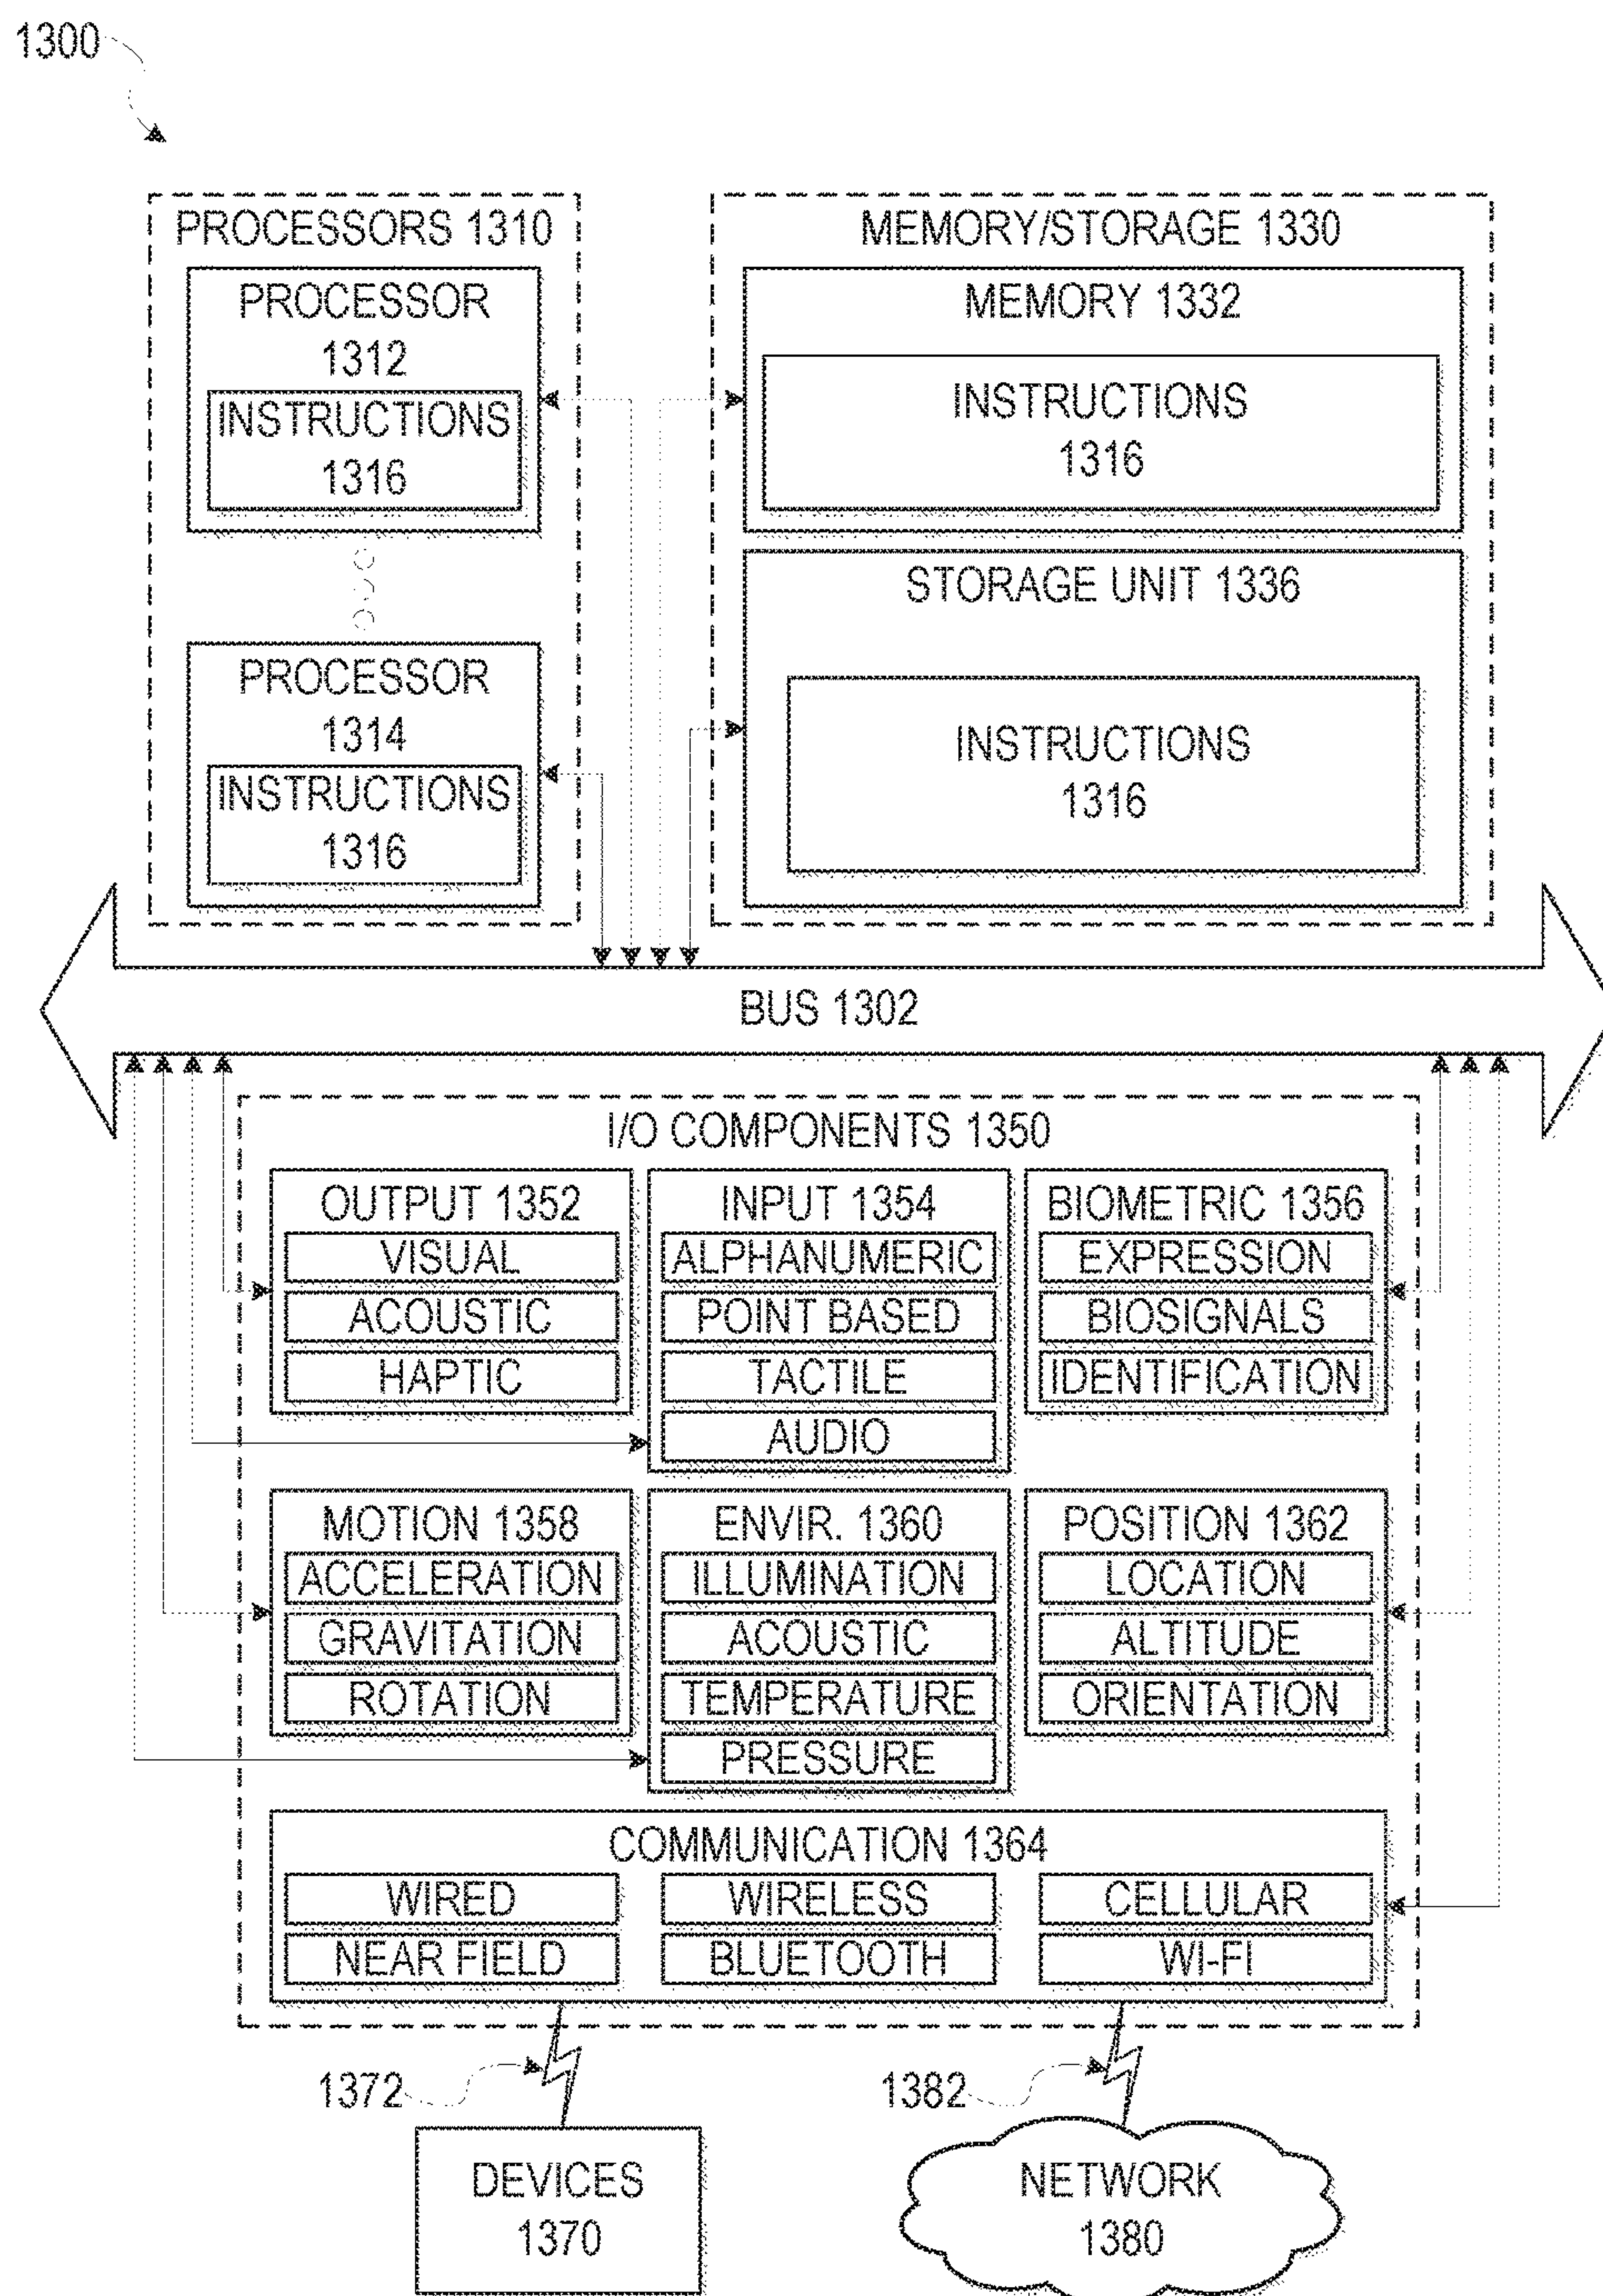 1300
PROCESSORS 1310
PROCESSOR
1312
INSTRUCTIONS
1316
PROCESSOR
1314
INSTRUCTIONS
1316
MEMORY/STORAGE 1330
MEMORY 1332
INSTRUCTIONS
1316
STORAGE UNIT 1336
INSTRUCTIONS
1316
BUS 1302
I/O COMPONENTS 1350
OUTPUT 1352
VISUAL
ACOUSTIC
HAPTIC
INPUT 1354
ALPHANUMERIC
POINT BASED
TACTILE
AUDIO
BIOMETRIC 1356
EXPRESSION
BIOSIGNALS
IDENTIFICATION
MOTION 1358
ACCELERATION
GRAVITATION
ROTATION
ENVIR. 1360
ILLUMINATION
ACOUSTIC
TEMPERATURE
PRESSURE
POSITION 1362
LOCATION
ALTITUDE
ORIENTATION
COMMUNICATION 1364
WIRED
WIRELESS
CELLULAR
NEAR FIELD
BLUETOOTH
WI-FI
1372
1382
DEVICES
1370
NETWORK
1380